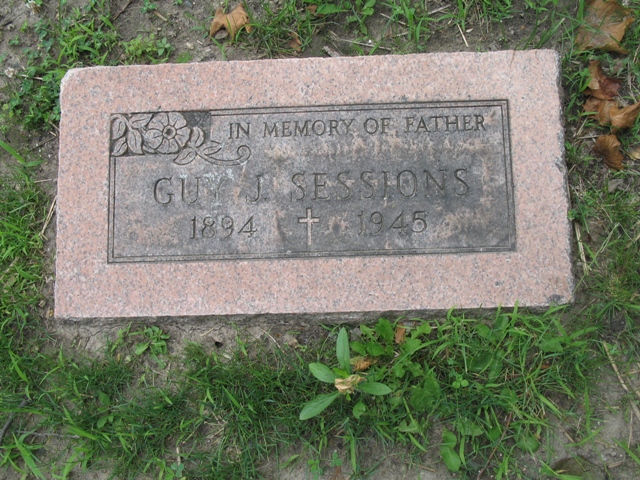 IN MEMORY OF FATHER
GUY J. SESSIONS
1894 1945